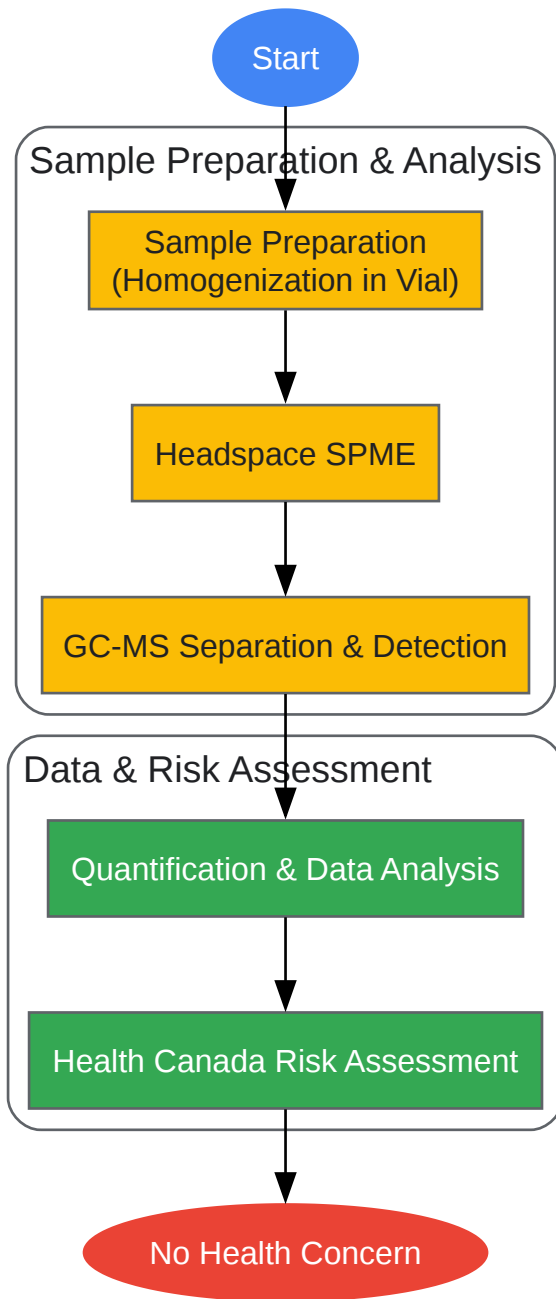 Start
Sample Preparation & Analysis
Sample Preparation
(Homogenization in Vial)
Headspace SPME
GC-MS Separation & Detection
Data & Risk Assessment
Quantification & Data Analysis
Health Canada Risk Assessment
No Health Concern